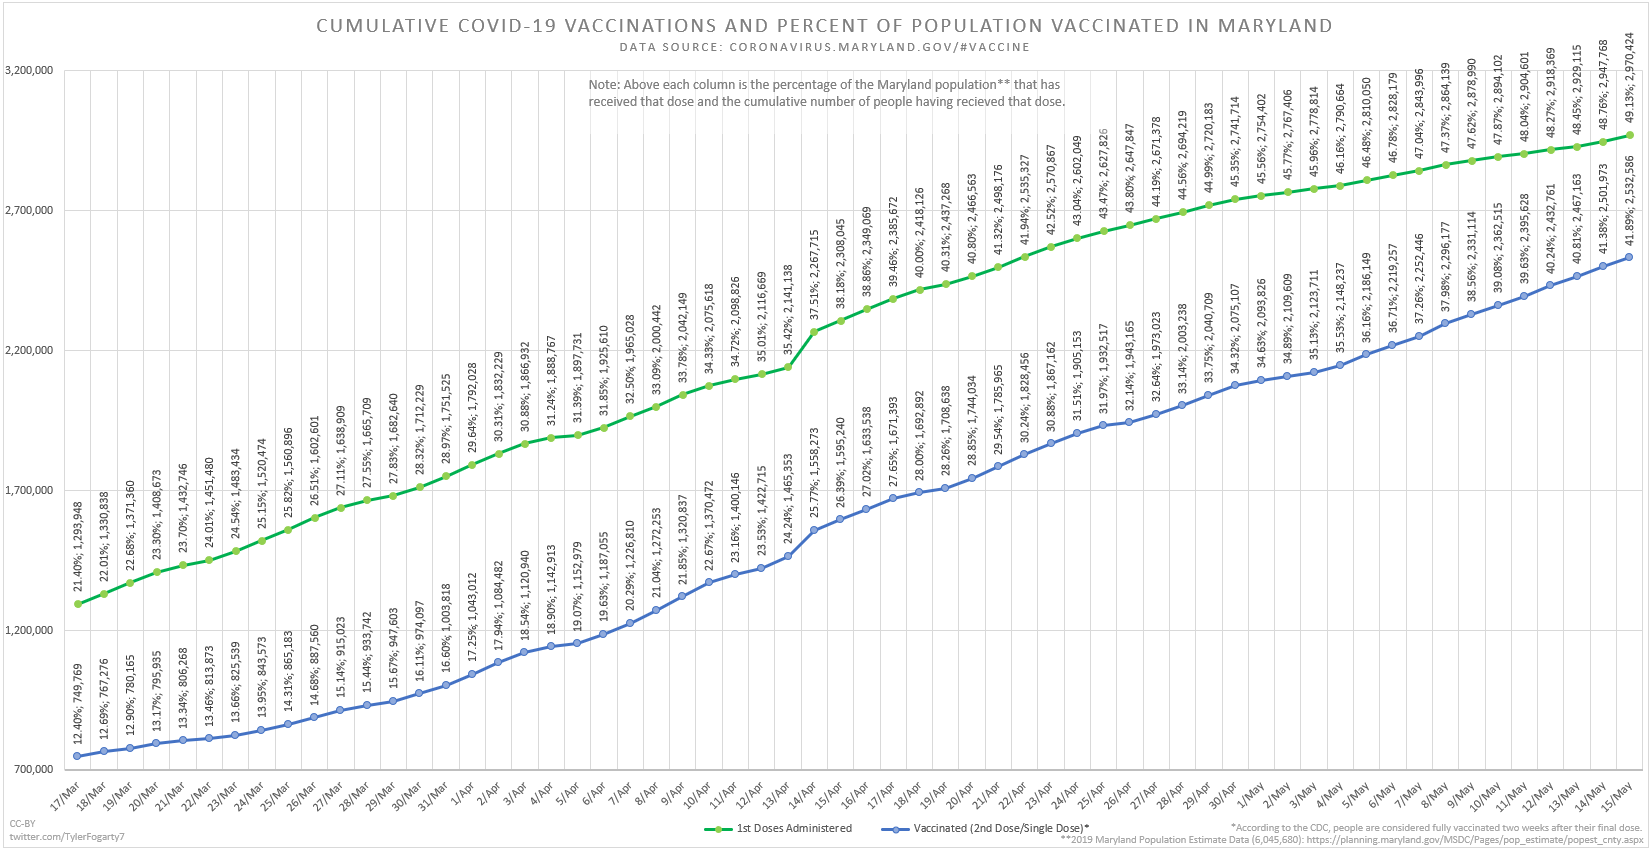 CUMULATIVE COVID-19 VACCINATIONS AND PERCENT OF POPULATION VACCINATED IN MARYLAND
DATA SOURCE: CORONAVIRUS.MARYLAND.GOV/#VACCINE
Note: Above each column is the percentage of the Maryland population** that has
received that dose and the cumulative number of people having recieved that dose.
3,200,000
2,700,000
2,200,000
1,700,000
1,200,000
700,000
21.40%; 1,293,948
22.01%; 1,330,838
22.68%; 1,371,360
23.30%; 1,408,673
23.70%; 1,432,746
24.01%; 1,451,480
24.54%; 1,483,434
25.15%; 1,520,474
25.82%; 1,560,896
26.51%; 1,602,601
27.11%; 1,638,909
27.55%; 1,665,709
27.83%; 1,682,640
28.32%; 1,712,229
28.97%; 1,751,525
29.64%; 1,792,028
30.31%; 1,832,229
30.88%; 1,866,932
31.24%; 1,888,767
31.39%; 1,897,731
31.85%; 1,925,610
32.50%; 1,965,028
33.09%; 2,000,442
33.78%; 2,042,149
34.33%; 2,075,618
34.72%; 2,098,826
35.01%; 2,116,669
35.42%; 2,141,138
37.51%; 2,267,715
38.18%; 2,308,045
38.86%; 2,349,069
39.46%; 2,385,672
40.00%; 2,418,126
40.31%; 2,437,268
40.80%; 2,466,563
41.32%; 2,498,176
41.94%; 2,535,327
42.52%; 2,570,867
43.04%; 2,602,049
43.47%; 2,627,826
43.80%; 2,647,847
44.19%; 2,671,378
44.56%; 2,694,219
44.99%; 2,720,183
45.35%; 2,741,714
45.56%; 2,754,402
45.77%; 2,767,406
45.96%; 2,778,814
46.16%; 2,790,664
46.48%; 2,810,050
46.78%; 2,828,179
47.04%; 2,843,996
47.37%; 2,864,139
47.62%; 2,878,990
47.87%; 2,894,102
48.04%; 2,904,601
48.27%; 2,918,369
48.45%; 2,929,115
48.76%; 2,947,768
49.13%; 2,970,424
12.40%; 749,769
12.69%; 767,276
12.90%; 780,165
13.17%; 795,935
13.34%; 806,268
13.46%; 813,873
13.66%; 825,539
13.95%; 843,573
14.31%; 865,183
14.68%; 887,560
15.14%; 915,023
15.44%; 933,742
15.67%; 947,603
16.11%; 974,097
16.60%; 1,003,818
17.25%; 1,043,012
17.94%; 1,084,482
18.54%; 1,120,940
18.90%; 1,142,913
19.07%; 1,152,979
19.63%; 1,187,055
20.29%; 1,226,810
21.04%; 1,272,253
21.85%; 1,320,837
22.67%; 1,370,472
23.16%; 1,400,146
23.53%; 1,422,715
24.24%; 1,465,353
25.77%; 1,558,273
26.39%; 1,595,240
27.02%; 1,633,538
27.65%; 1,671,393
28.00%; 1,692,892
28.26%; 1,708,638
28.85%; 1,744,034
29.54%; 1,785,965
30.24%; 1,828,456
30.88%; 1,867,162
31.51%; 1,905,153
31.97%; 1,932,517
32.14%; 1,943,165
32.64%; 1,973,023
33.14%; 2,003,238
33.75%; 2,040,709
34.32%; 2,075,107
34.63%; 2,093,826
34.89%; 2,109,609
35.13%; 2,123,711
35.53%; 2,148,237
36.16%; 2,186,149
36.71%; 2,219,257
37.26%; 2,252,446
37.98%; 2,296,177
38.56%; 2,331,114
39.08%; 2,362,515
39.63%; 2,395,628
40.24%; 2,432,761
40.81%; 2,467,163
41.38%; 2,501,973
41.89%; 2,532,586
17/Mar
18/Mar
19/Mar
20/Mar
21/Mar
22/Mar
23/Mar
24/Mar
25/Mar
26/Mar
27/Mar
28/Mar
29/Mar
30/Mar
31/Mar
1/Apr
2/Apr
3/Apr
4/Apr
5/Apr
6/Apr
7/Apr
8/Apr
9/Apr
10/Apr
11/Apr
12/Apr
13/Apr
14/Apr
15/Apr
16/Apr
17/Apr
18/Apr
19/Apr
20/Apr
21/Apr
22/Apr
23/Apr
24/Apr
25/Apr
26/Apr
27/Apr
28/Apr
29/Apr
30/Apr
1/May
2/May
3/May
4/May
5/May
6/May
7/May
8/May
9/May
10/May
11/May
12/May
13/May
14/May
15/May
CC-BY
twitter.com/TylerFogarty7
1st Doses Administered
Vaccinated (2nd Dose/Single Dose)*
*According to the CDC, people are considered fully vaccinated two weeks after their final dose.
**2019 Maryland Population Estimate Data (6,045,680): https://planning.maryland.gov/MSDC/Pages/pop_estimate/popest_cnty.aspx